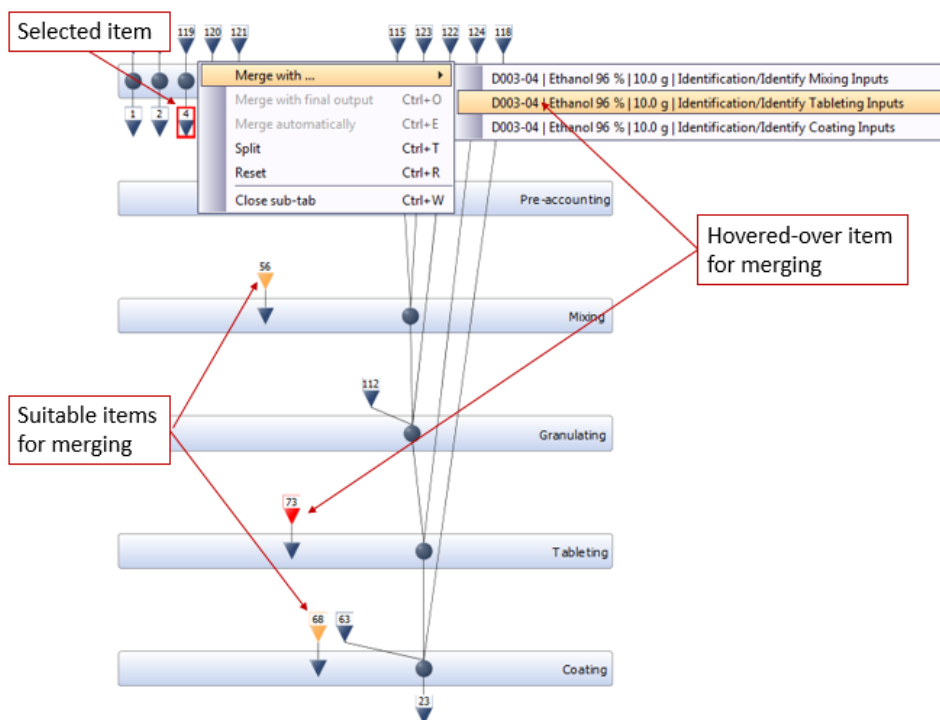 Selected item
119 120 121 115 123 122 124 118
1 2 4
Merge with ...
Merge with final output Ctrl+O
Merge automatically Ctrl+E
Split Ctrl+T
Reset Ctrl+R
Close sub-tab Ctrl+W
D003-04 | Ethanol 96 % | 10.0 g | Identification/Identify Mixing Inputs
D003-04 | Ethanol 96 % | 10.0 g | Identification/Identify Tableting Inputs
D003-04 | Ethanol 96 % | 10.0 g | Identification/Identify Coating Inputs
Pre-accounting
Hovered-over item
for merging
56
Mixing
112
Suitable items
for merging
Granulating
73
Tableting
68 63
Coating
23